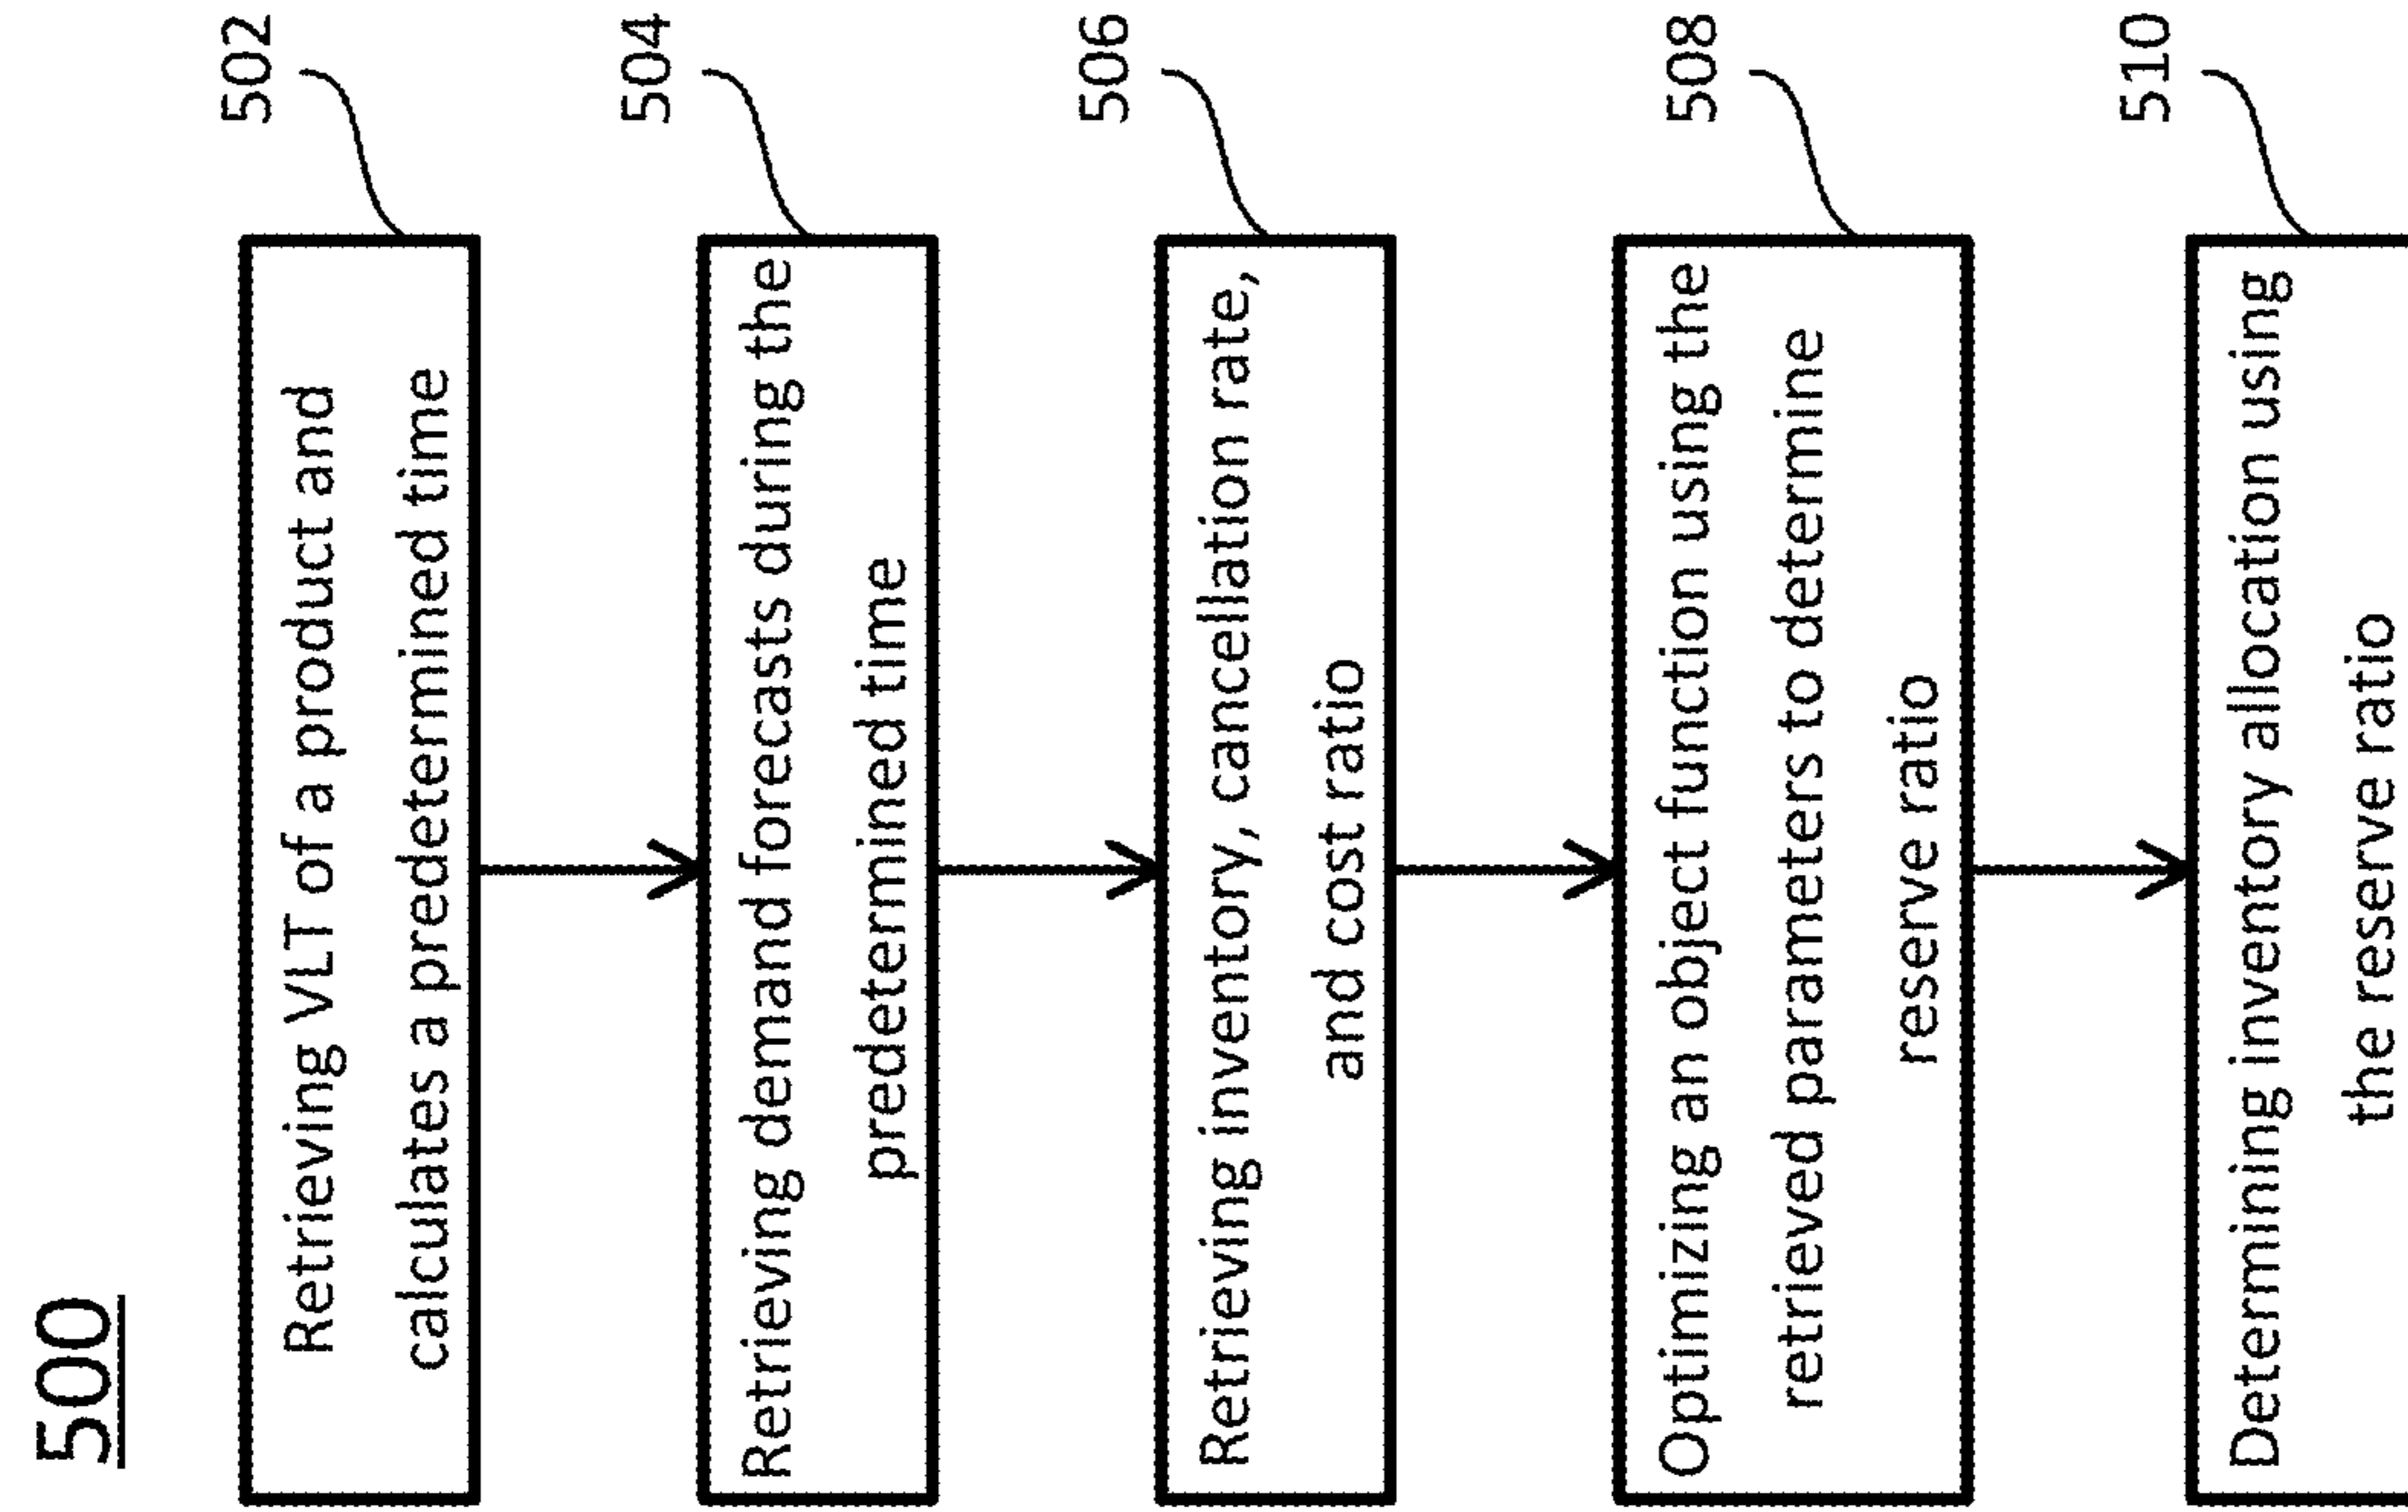 500
Retrieving VLT of a product and
calculates a predetermined time
502
Retrieving demand forecasts during the
predetermined time
504
Retrieving inventory, cancellation rate,
and cost ratio
506
Optimizing an object function using the
retrieved parameters to determine
reserve ratio
508
Determining inventory allocation using
the reserve ratio
510